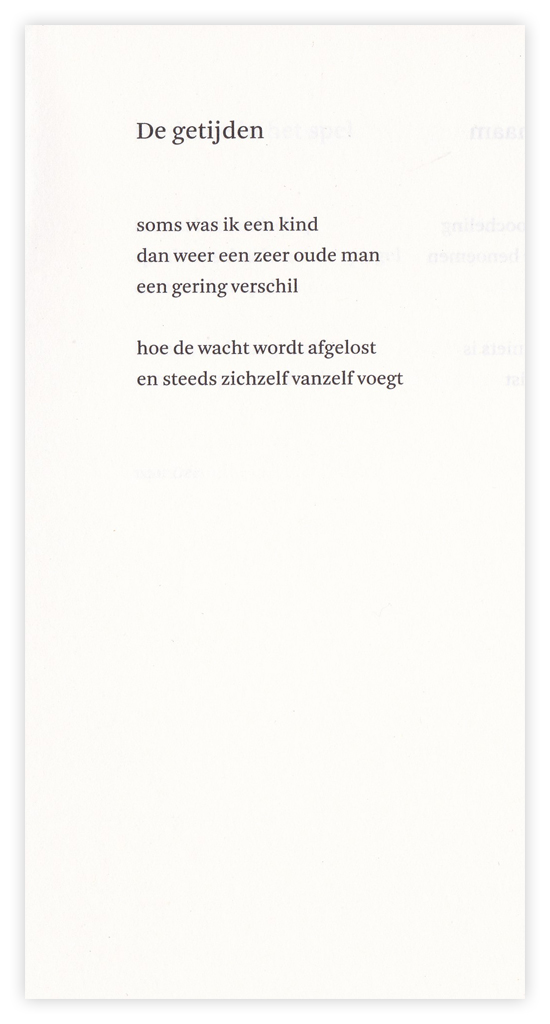 De getijden
soms was ik een kind
dan weer een zeer oude man
een gering verschil
hoe de wacht wordt afgelost
en steeds zichzelf vanzelf voegt